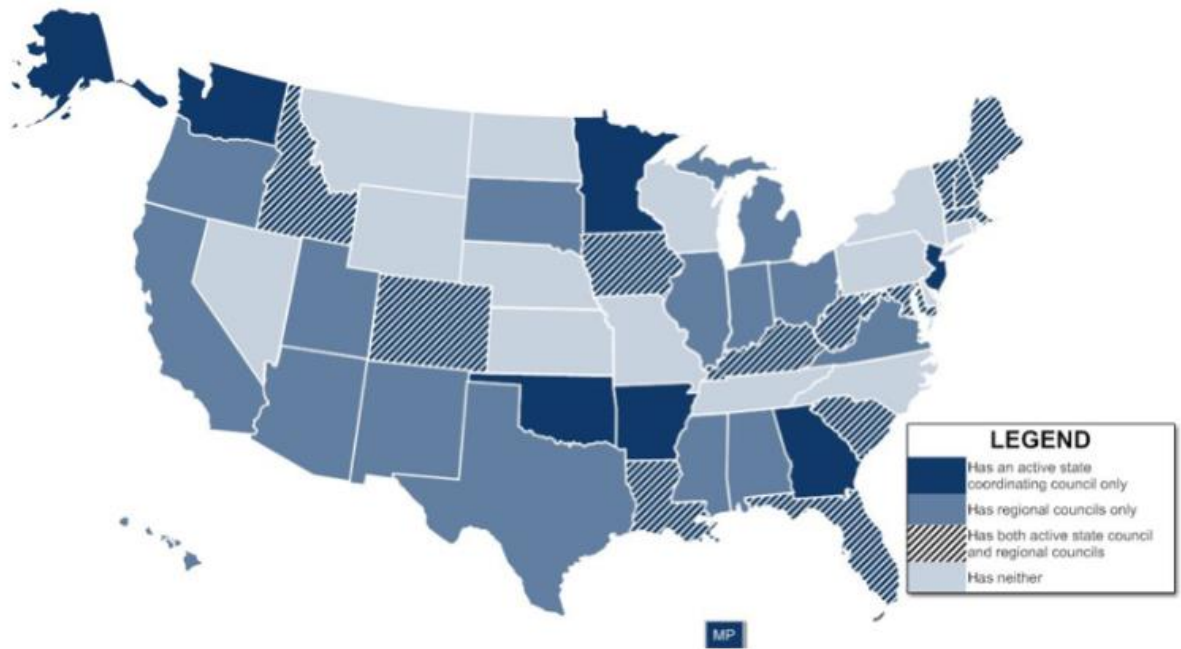 LEGEND
Has an active state
coordinating council only
Has regional councils only
Has both active state council
and regional councils
Has neither
MP